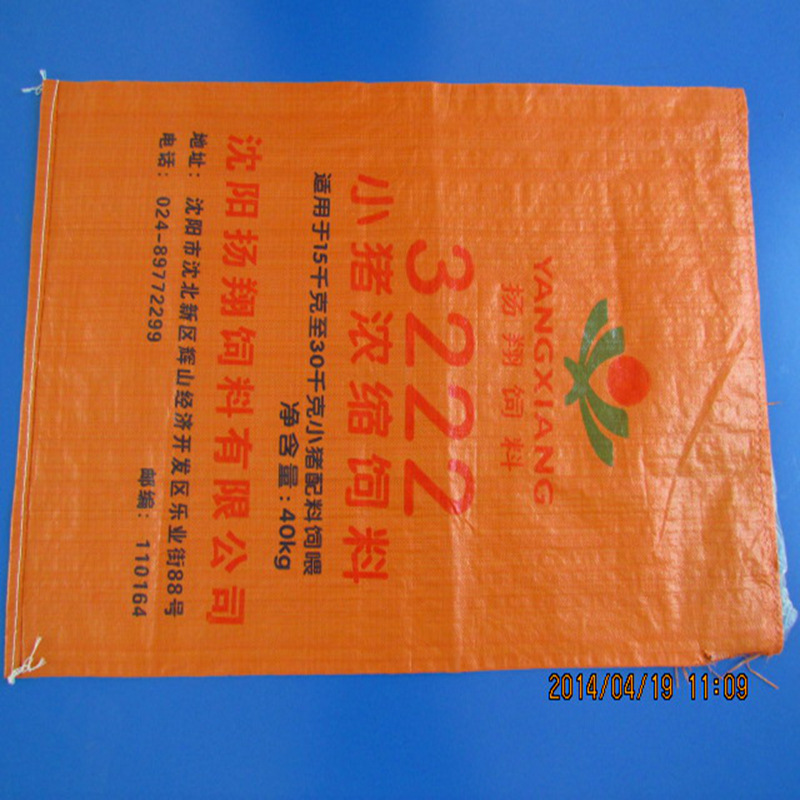 YANGXIANG
扬翔饲料
3222
小猪浓缩饲料
适用于15千克至30千克小猪配料饲喂
净含量:40kg
沈阳扬翔饲料有限公司
地址:沈阳市沈北新区辉山经济开发区乐业街88号
电话:024-89772299 邮编:110164
2014/04/19 11:09